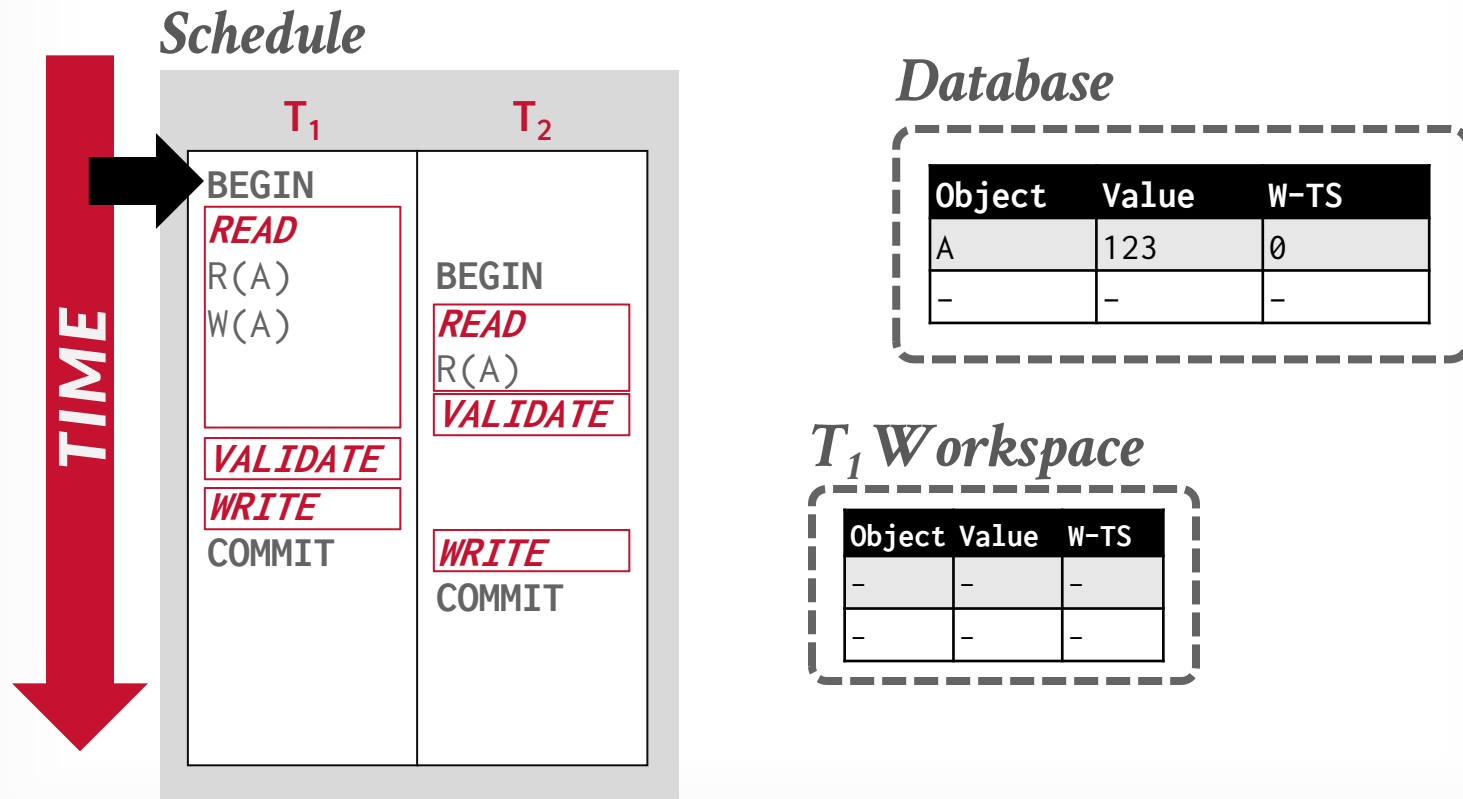 Schedule
TIME
T1 T2
BEGIN
READ
R(A)
W(A)
VALIDATE
WRITE
COMMIT
BEGIN
READ
R(A)
VALIDATE
WRITE
COMMIT
Database
Object Value W-TS
A 123 0
- - -
T1 Workspace
Object Value W-TS
- - -
- - -